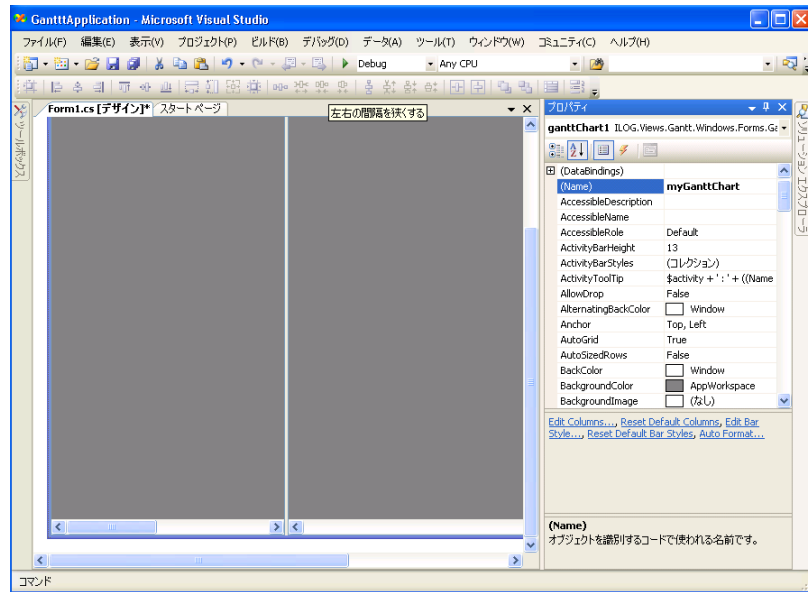 GantttApplication - Microsoft Visual Studio
ファイル(F) 編集(E) 表示(V) プロジェクト(P) ビルド(B) デバッグ(D) データ(A) ツール(T) ウィンドウ(W) コミュニティ(C) ヘルプ(H)
Debug Any CPU
Form1.cs [デザイン]* スタート ページ
左右の間隔を狭くする
ツールボックス
プロパティ
ganttChart1 ILOG.Views.Gantt.Windows.Forms.Ga
(DataBindings)
(Name) myGanttChart
AccessibleDescription
AccessibleName
AccessibleRole Default
ActivityBarHeight 13
ActivityBarStyles (コレクション)
ActivityToolTip $activity + ' : ' + ((Name
AllowDrop False
AlternatingBackColor Window
Anchor Top, Left
AutoGrid True
AutoSizedRows False
BackColor Window
BackgroundColor AppWorkspace
BackgroundImage (なし)
Edit Columns..., Reset Default Columns, Edit Bar
Style..., Reset Default Bar Styles, Auto Format...
(Name)
オブジェクトを識別するコードで使われる名前です。
ソリューション エクスプローラ
コマンド